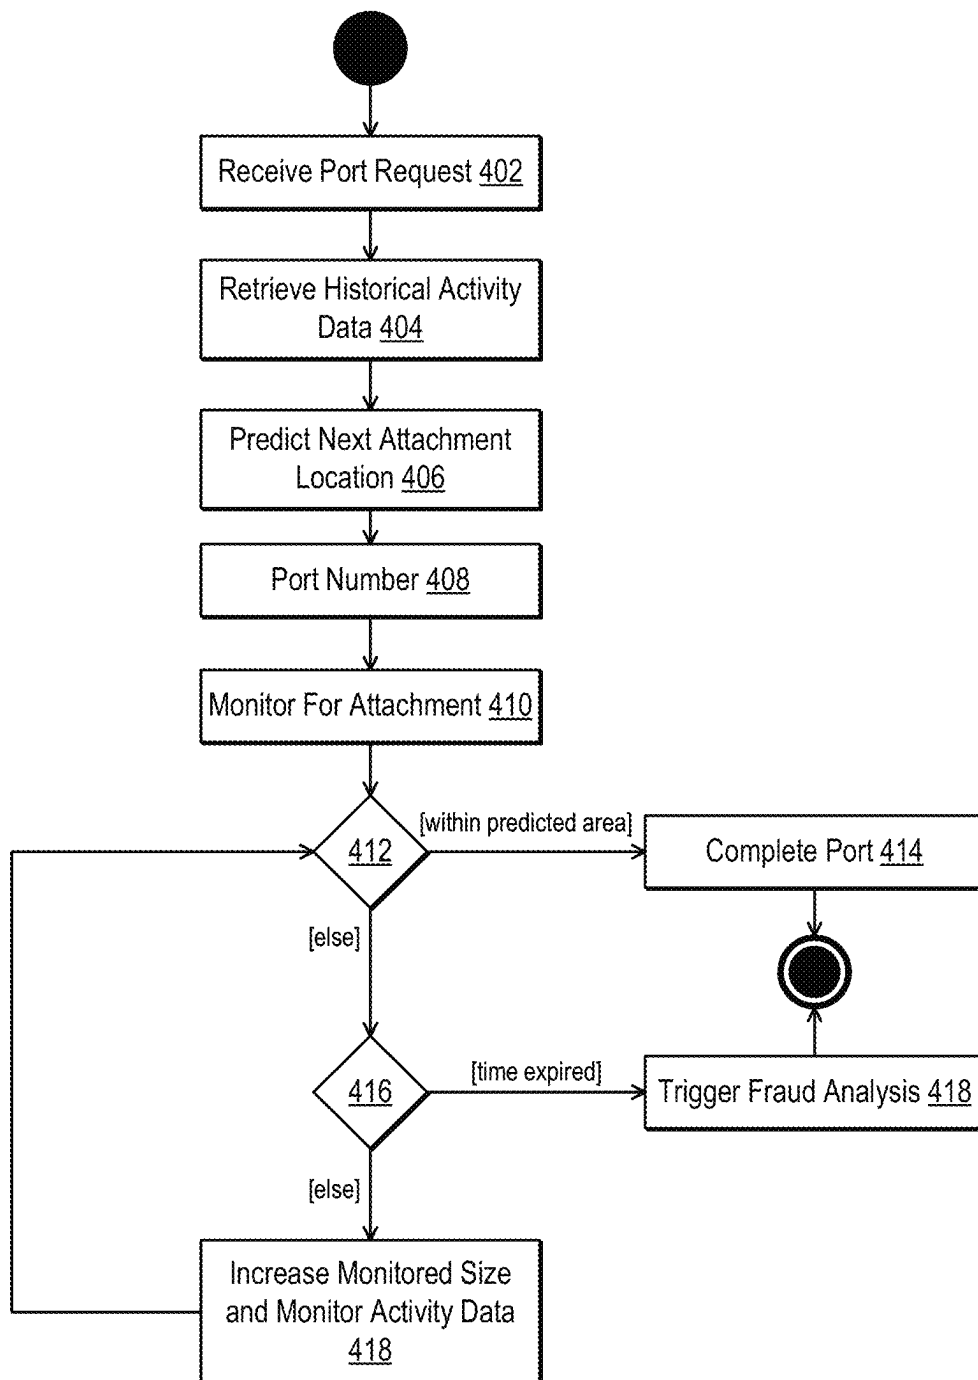 Receive Port Request 402
Retrieve Historical Activity
Data 404
Predict Next Attachment
Location 406
Port Number 408
Monitor For Attachment 410
412
[within predicted area]
Complete Port 414
[else]
416
[time expired]
Trigger Fraud Analysis 418
[else]
Increase Monitored Size
and Monitor Activity Data
418